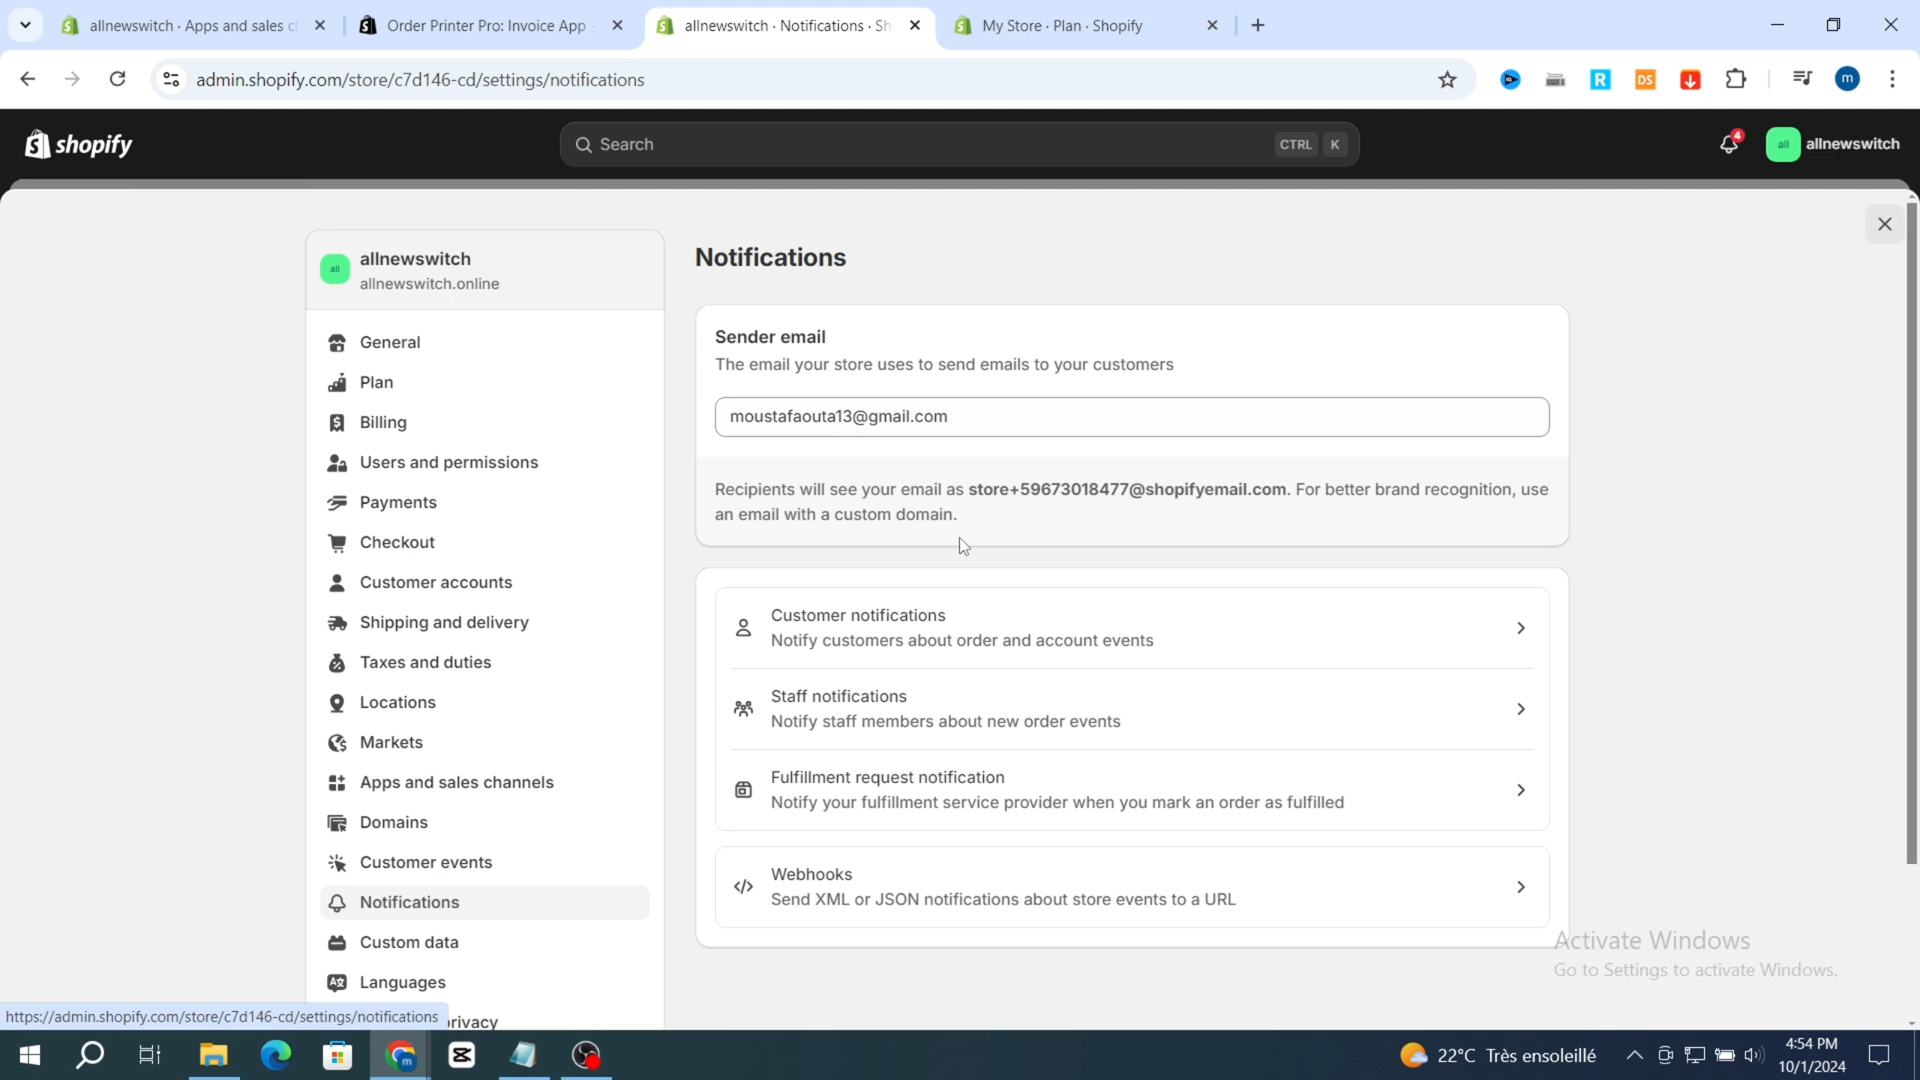 allnewswitch · Apps and sales c
Order Printer Pro: Invoice App -
allnewswitch · Notifications · Sh
My Store · Plan · Shopify
admin.shopify.com/store/c7d146-cd/settings/notifications
R
DS
m
shopify
Search
CTRL
K
4
all
allnewswitch
all
allnewswitch
allnewswitch.online
General
Plan
Billing
Users and permissions
Payments
Checkout
Customer accounts
Shipping and delivery
Taxes and duties
Locations
Markets
Apps and sales channels
Domains
Customer events
Notifications
Custom data
Languages
rivacy
Notifications
Sender email
The email your store uses to send emails to your customers
moustafaouta13@gmail.com
Recipients will see your email as store+59673018477@shopifyemail.com. For better brand recognition, use
an email with a custom domain.
Customer notifications
Notify customers about order and account events
Staff notifications
Notify staff members about new order events
Fulfillment request notification
Notify your fulfillment service provider when you mark an order as fulfilled
Webhooks
Send XML or JSON notifications about store events to a URL
Activate Windows
Go to Settings to activate Windows.
https://admin.shopify.com/store/c7d146-cd/settings/notifications
22°C Très ensoleillé
4:54 PM
10/1/2024